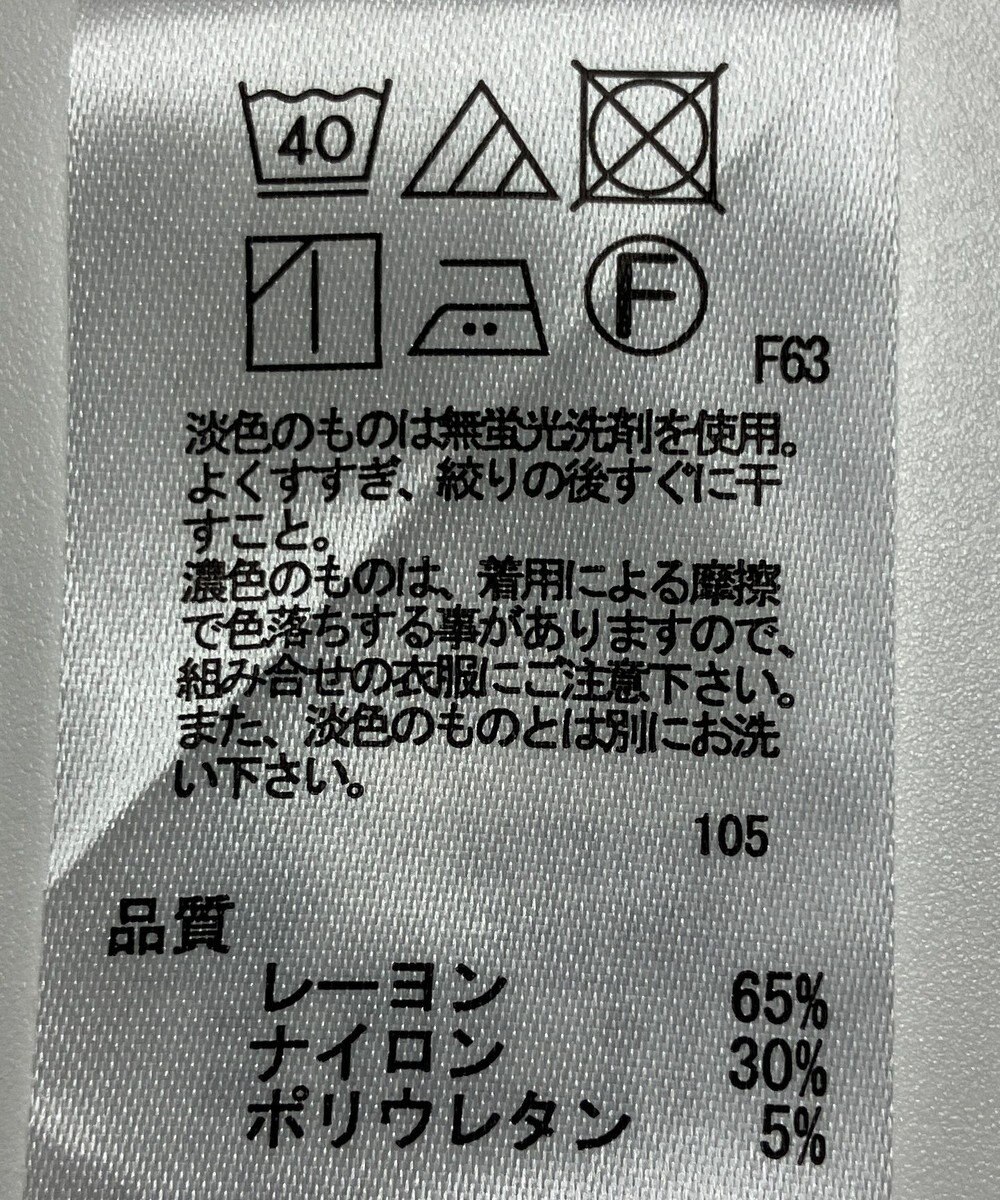 40
F
F63
淡色のものは無蛍光洗剤を使用。
よくすすぎ、絞りの後すぐに干
すこと。
濃色のものは、着用による摩擦
で色落ちする事がありますので、
組み合せの衣服にご注意下さい。
また、淡色のものとは別にお洗
い下さい。
105
品質
レーヨン 65%
ナイロン 30%
ポリウレタン 5%